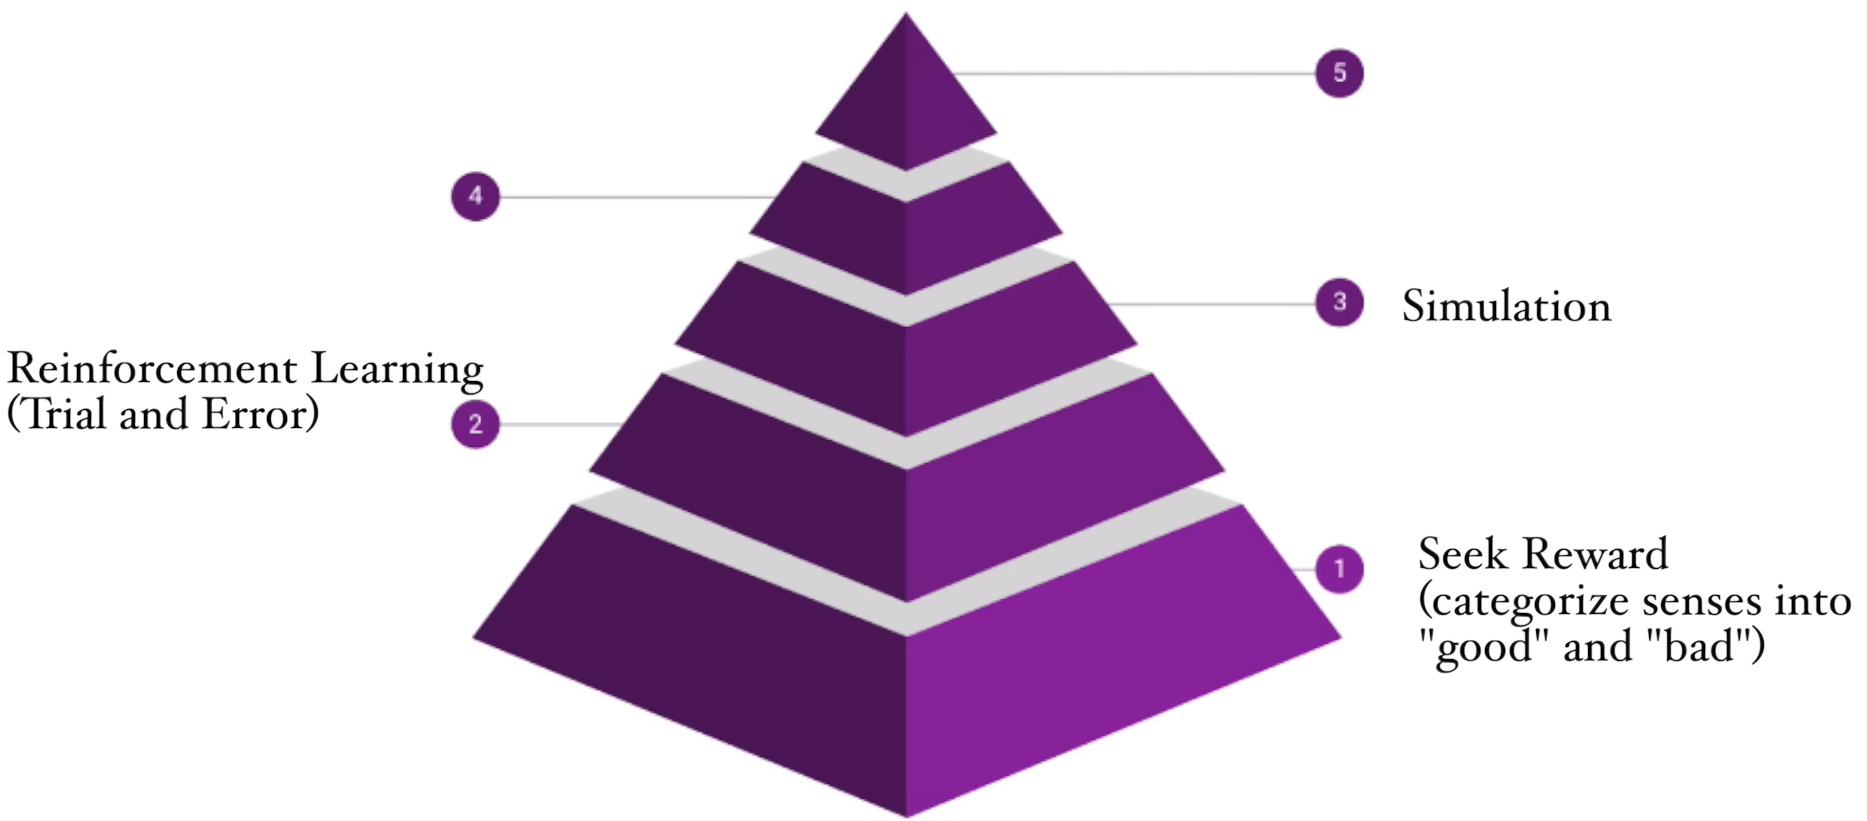 5
4
3
Simulation
Reinforcement Learning
(Trial and Error)
2
1
Seek Reward
(categorize senses into
"good" and "bad")